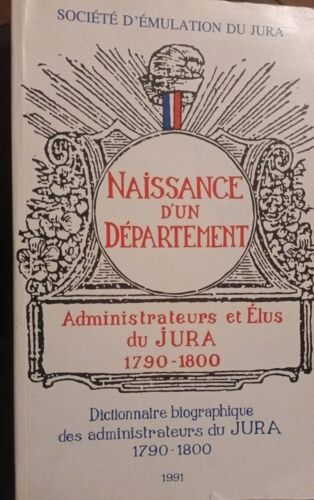 SOCIÉTÉ D'ÉMULATION DU JURA
NAISSANCE
D'UN
DÉPARTEMENT
Administrateurs et Élus
du JURA
1790-1800
Dictionnaire biographique
des administrateurs du JURA
1790-1800
1991